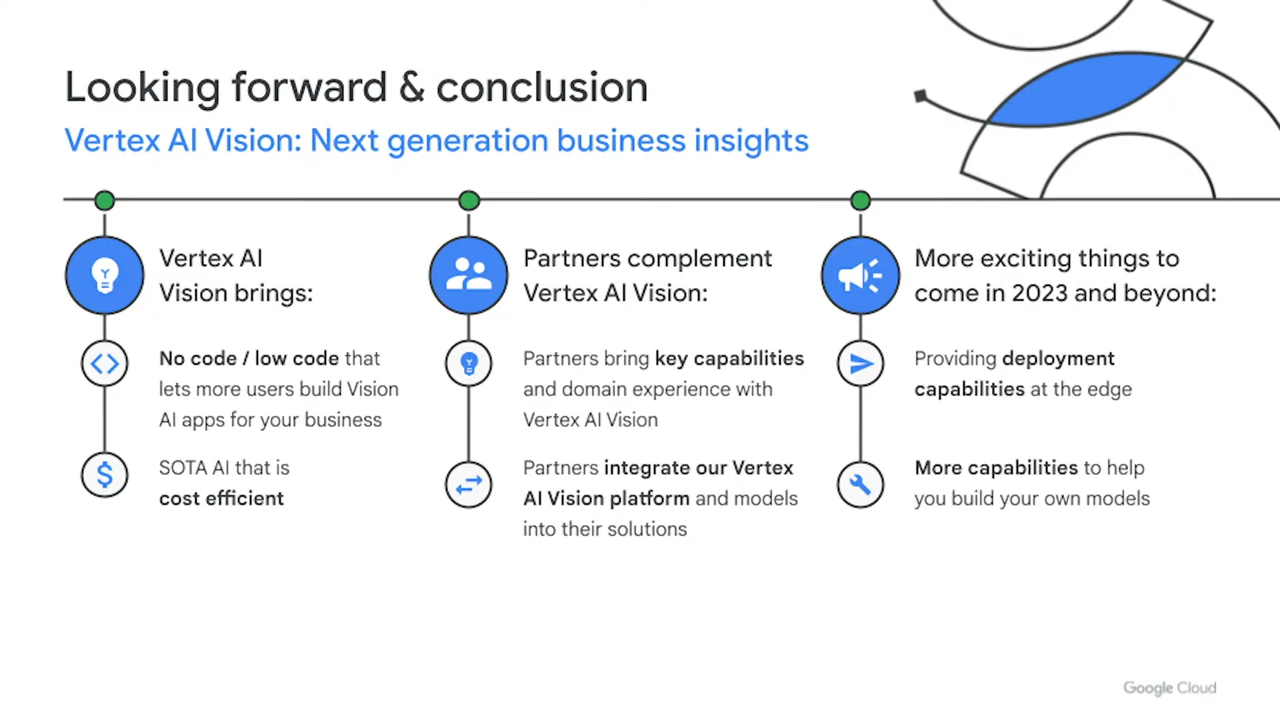 Looking forward & conclusion
Vertex AI Vision: Next generation business insights
Vertex AI
Vision brings:
No code / low code that
lets more users build Vision
AI apps for your business
SOTA AI that is
cost efficient
Partners complement
Vertex AI Vision:
Partners bring key capabilities
and domain experience with
Vertex AI Vision
Partners integrate our Vertex
AI Vision platform and models
into their solutions
More exciting things to
come in 2023 and beyond:
Providing deployment
capabilities at the edge
More capabilities to help
you build your own models
Google Cloud